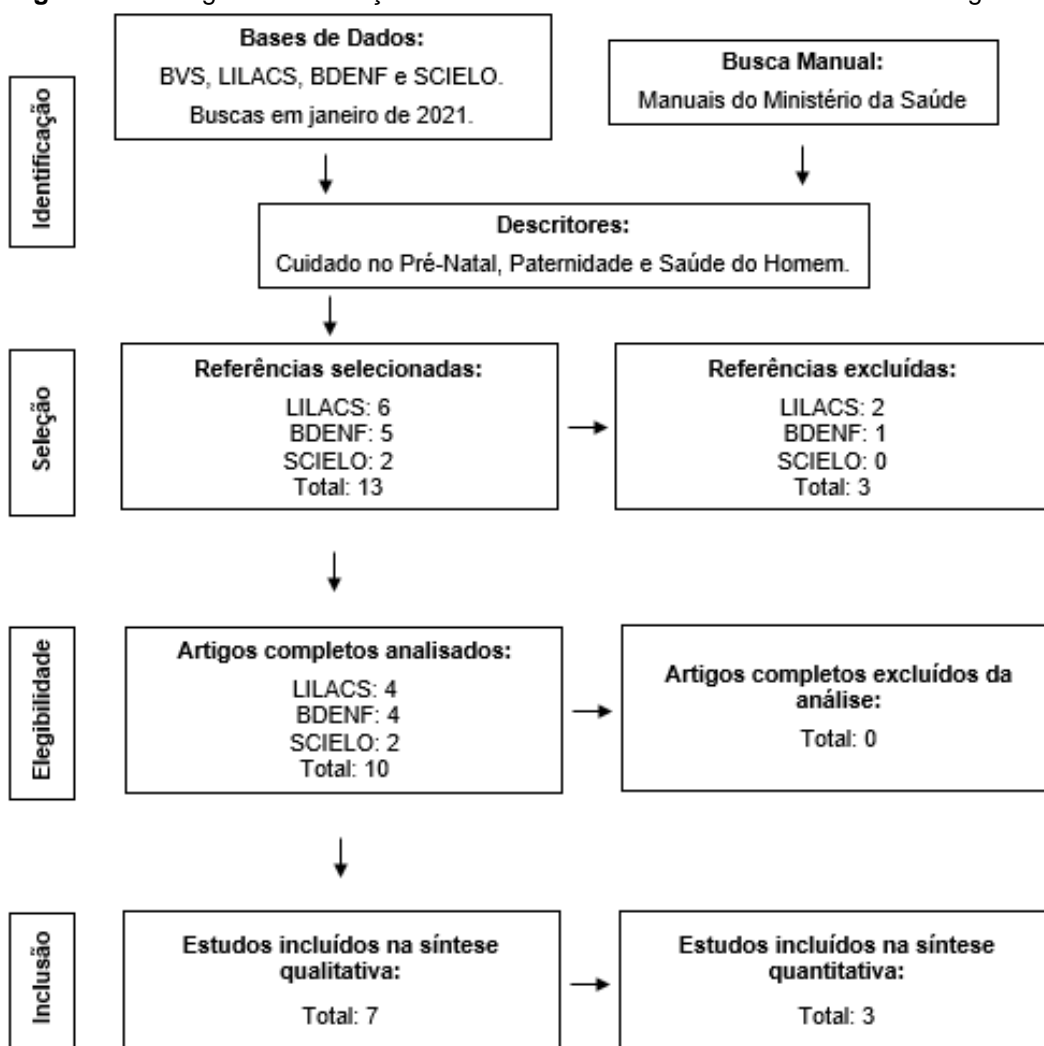 Bases de Dados:
BVS, LILACS, BDENF e SCIELO.
Buscas em janeiro de 2021.
Busca Manual:
Manuais do Ministério da Saúde
Identificação
Descritores:
Cuidado no Pré-Natal, Paternidade e Saúde do Homem.
Seleção
Referências selecionadas:
LILACS: 6
BDENF: 5
SCIELO: 2
Total: 13
Referências excluídas:
LILACS: 2
BDENF: 1
SCIELO: 0
Total: 3
Elegibilidade
Artigos completos analisados:
LILACS: 4
BDENF: 4
SCIELO: 2
Total: 10
Artigos completos excluídos da
análise:
Total: 0
Inclusão
Estudos incluídos na síntese
qualitativa:
Total: 7
Estudos incluídos na síntese
quantitativa:
Total: 3